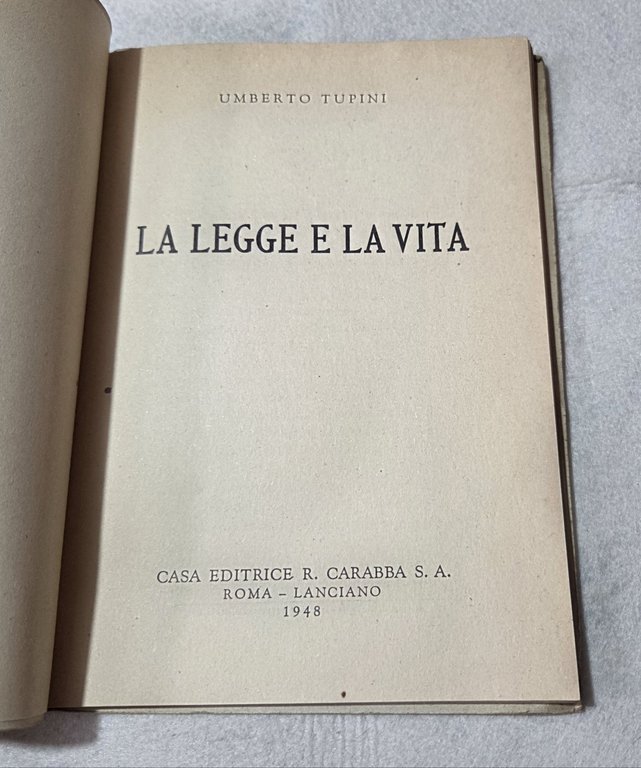 UMBERTO TUPINI
LA LEGGE E LA VITA
CASA EDITRICE R. CARABBA S. A.
ROMA – LANCIANO
1948